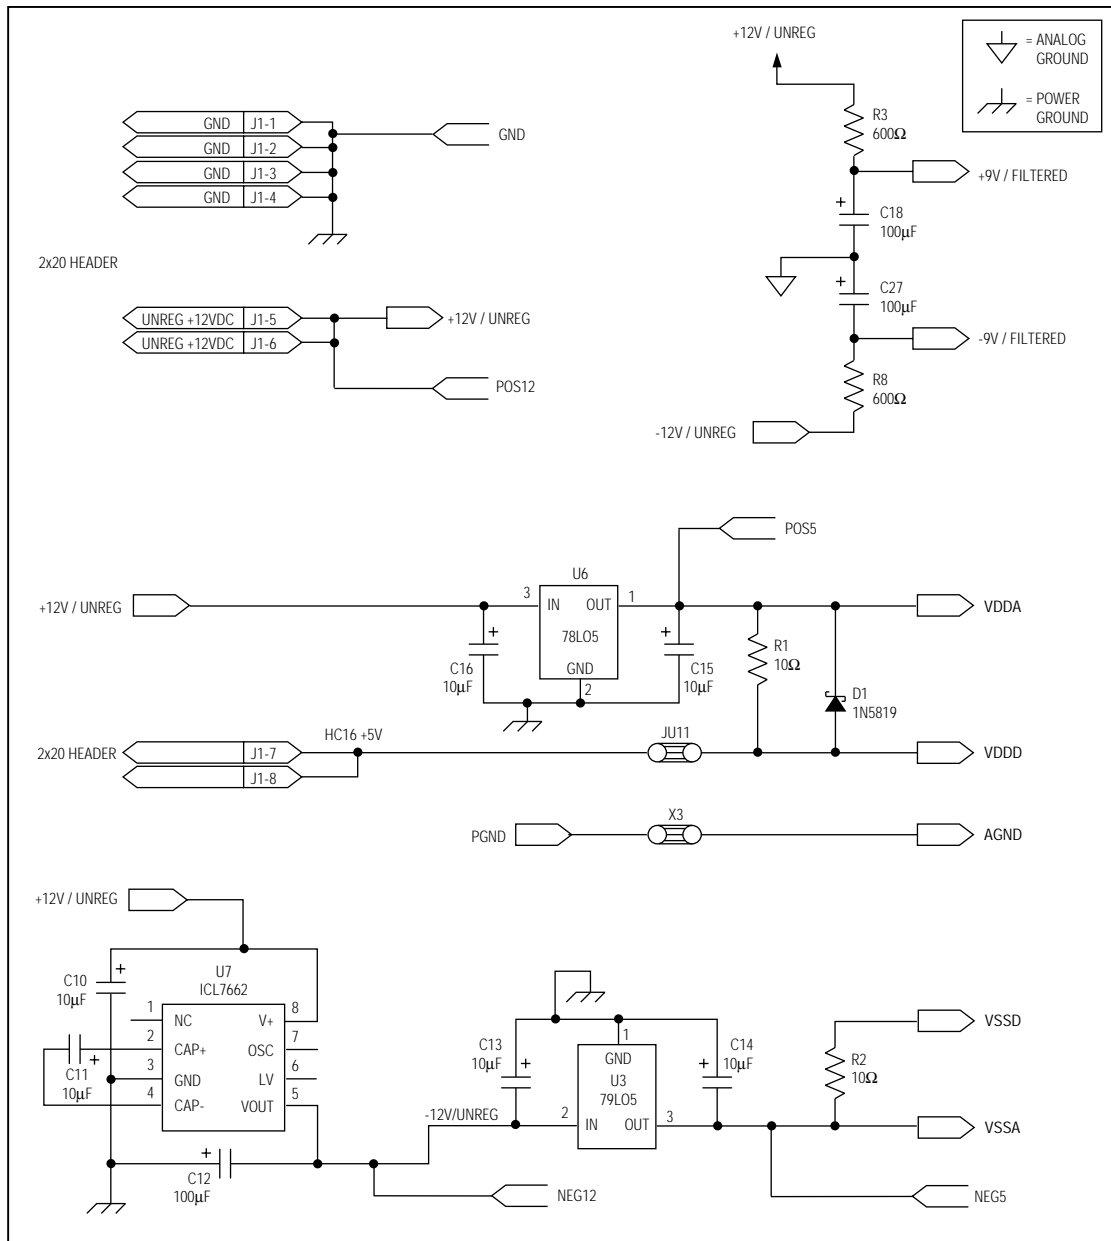 +12V / UNREG
= ANALOG
GROUND
= POWER
GROUND
GND J1-1
GND J1-2
GND J1-3
GND J1-4
GND
R3
600Ω
+9V / FILTERED
+
C18
100μF
2x20 HEADER
+
C27
100μF
UNREG +12VDC J1-5
UNREG +12VDC J1-6
+12V / UNREG
POS12
-9V / FILTERED
R8
600Ω
-12V / UNREG
POS5
U6
+12V / UNREG
3 IN OUT 1
78LO5
GND
2
+
C16
10μF
+
C15
10μF
R1
10Ω
D1
1N5819
VDDA
2x20 HEADER
J1-7
J1-8
HC16 +5V
JU11
VDDD
PGND
X3
AGND
+12V / UNREG
C10
10μF
+
U7
ICL7662
1 NC V+ 8
2 CAP+ OSC 7
3 GND LV 6
4 CAP- VOUT 5
+
C11
10μF
+
C12
100μF
-12V/UNREG
NEG12
C13
10μF
+
1
GND
U3
79LO5
2 IN OUT 3
C14
10μF
+
R2
10Ω
VSSD
VSSA
NEG5